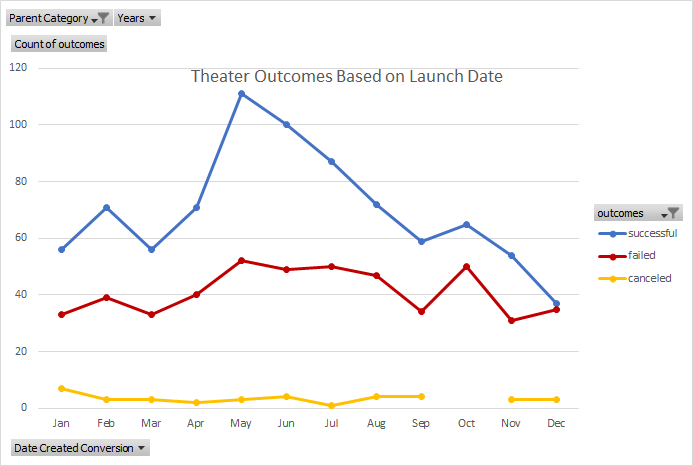 Parent Category Years
Count of outcomes
Theater Outcomes Based on Launch Date
120
100
80
60
40
20
0
Jan Feb Mar Apr May Jun Jul Aug Sep Oct Nov Dec
outcomes
successful
failed
canceled
Date Created Conversion